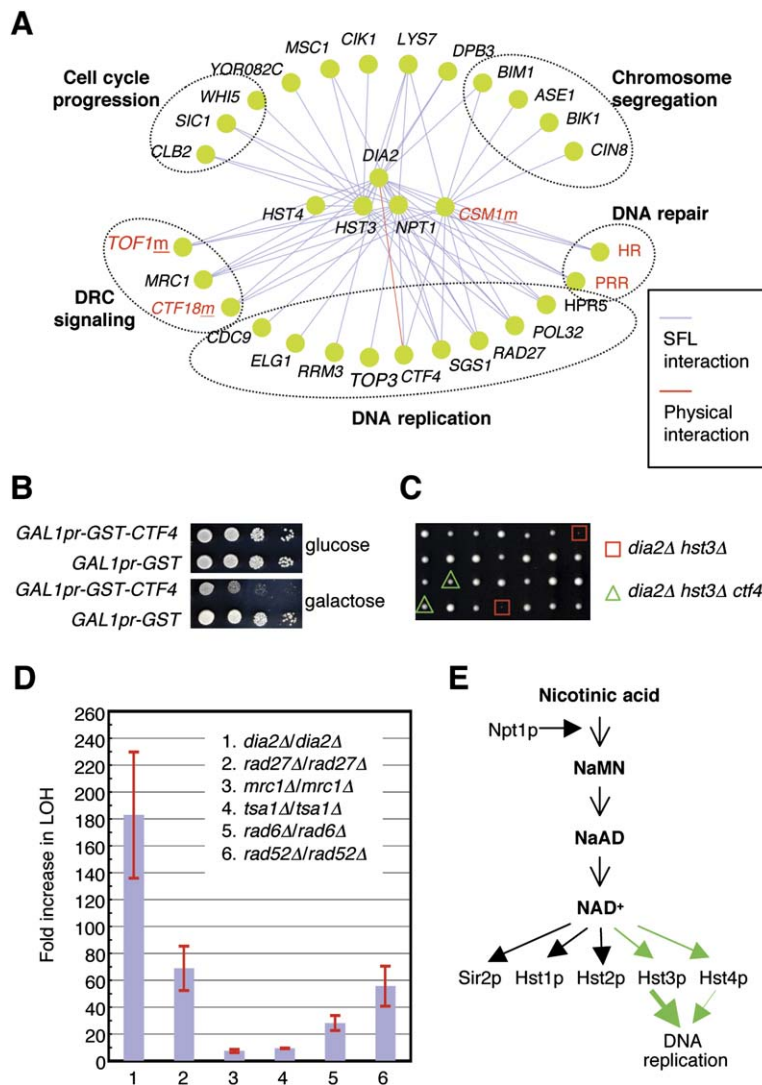 A
MSC1 CIK1 LYS7 DPB3
Cell cycle progression
YOR082C
WHI5
SIC1
CLB2
BIM1
ASE1
BIK1
CIN8
Chromosome segregation
DIA2
HST4
HST3
NPT1
CSM1m
DNA repair
HR
PRR
TOF1m
MRC1
CTF18m
DRC signaling
CDC9
ELG1
RRM3
TOP3
CTF4
SGS1
RAD27
POL32
HPR5
DNA replication
SFL interaction
Physical interaction
B
GAL1pr-GST-CTF4
GAL1pr-GST
glucose
GAL1pr-GST-CTF4
GAL1pr-GST
galactose
C
dia2Δ hst3Δ
dia2Δ hst3Δ ctf4
D
Fold increase in LOH
260
240
220
200
180
160
140
120
100
80
60
40
20
0
1. dia2Δ/dia2Δ
2. rad27Δ/rad27Δ
3. mrc1Δ/mrc1Δ
4. tsa1Δ/tsa1Δ
5. rad6Δ/rad6Δ
6. rad52Δ/rad52Δ
1 2 3 4 5 6
E
Nicotinic acid
Npt1p
NaMN
NaAD
NAD+
Sir2p Hst1p Hst2p Hst3p Hst4p
DNA
replication